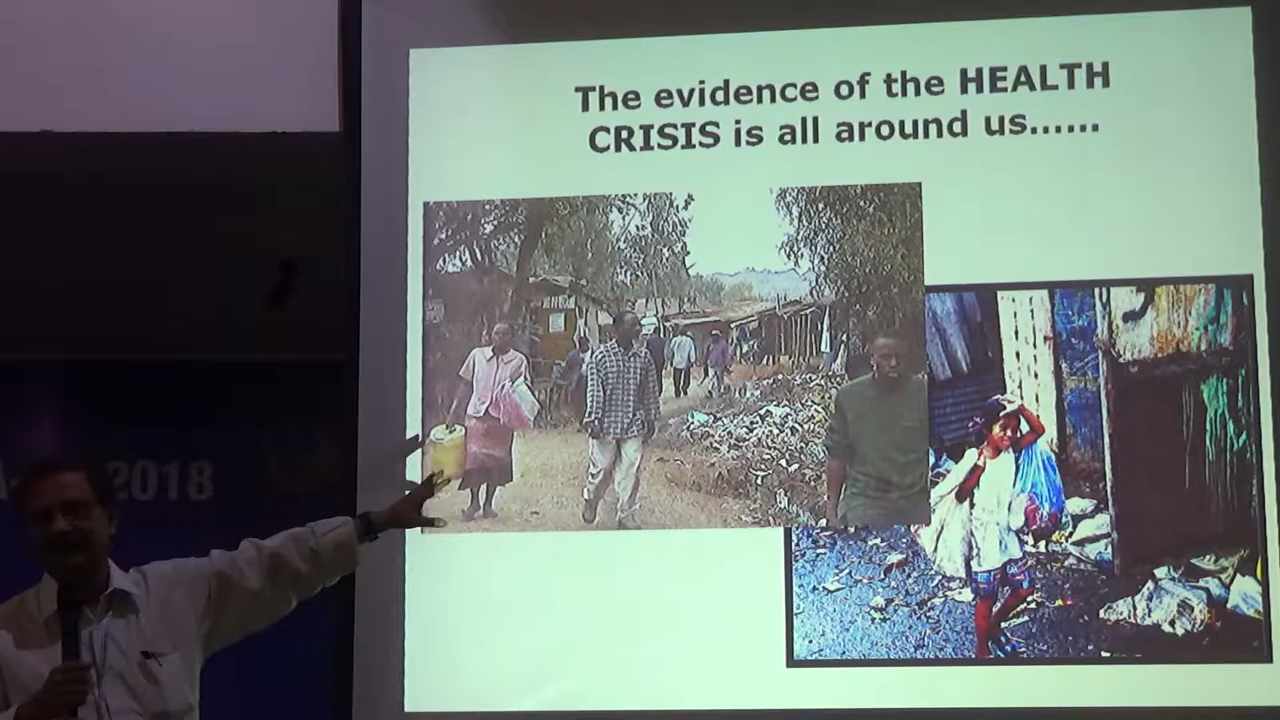 The evidence of the HEALTH
CRISIS is all around us......
2018